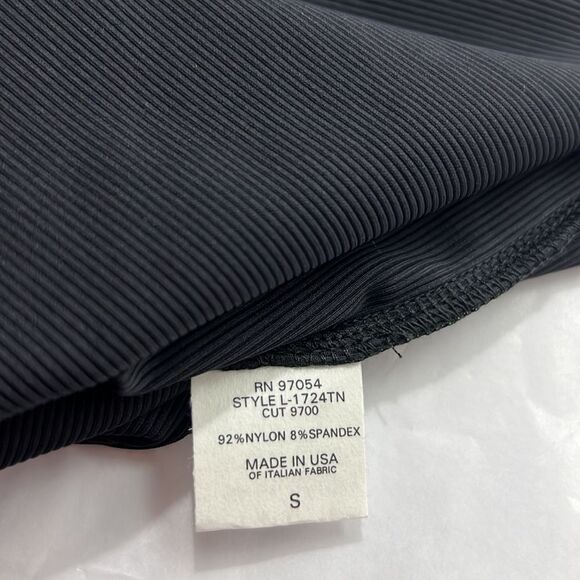 RN 97054
STYLE L-1724TN
CUT 9700
92%NYLON 8%SPANDEX
MADE IN USA
OF ITALIAN FABRIC
S